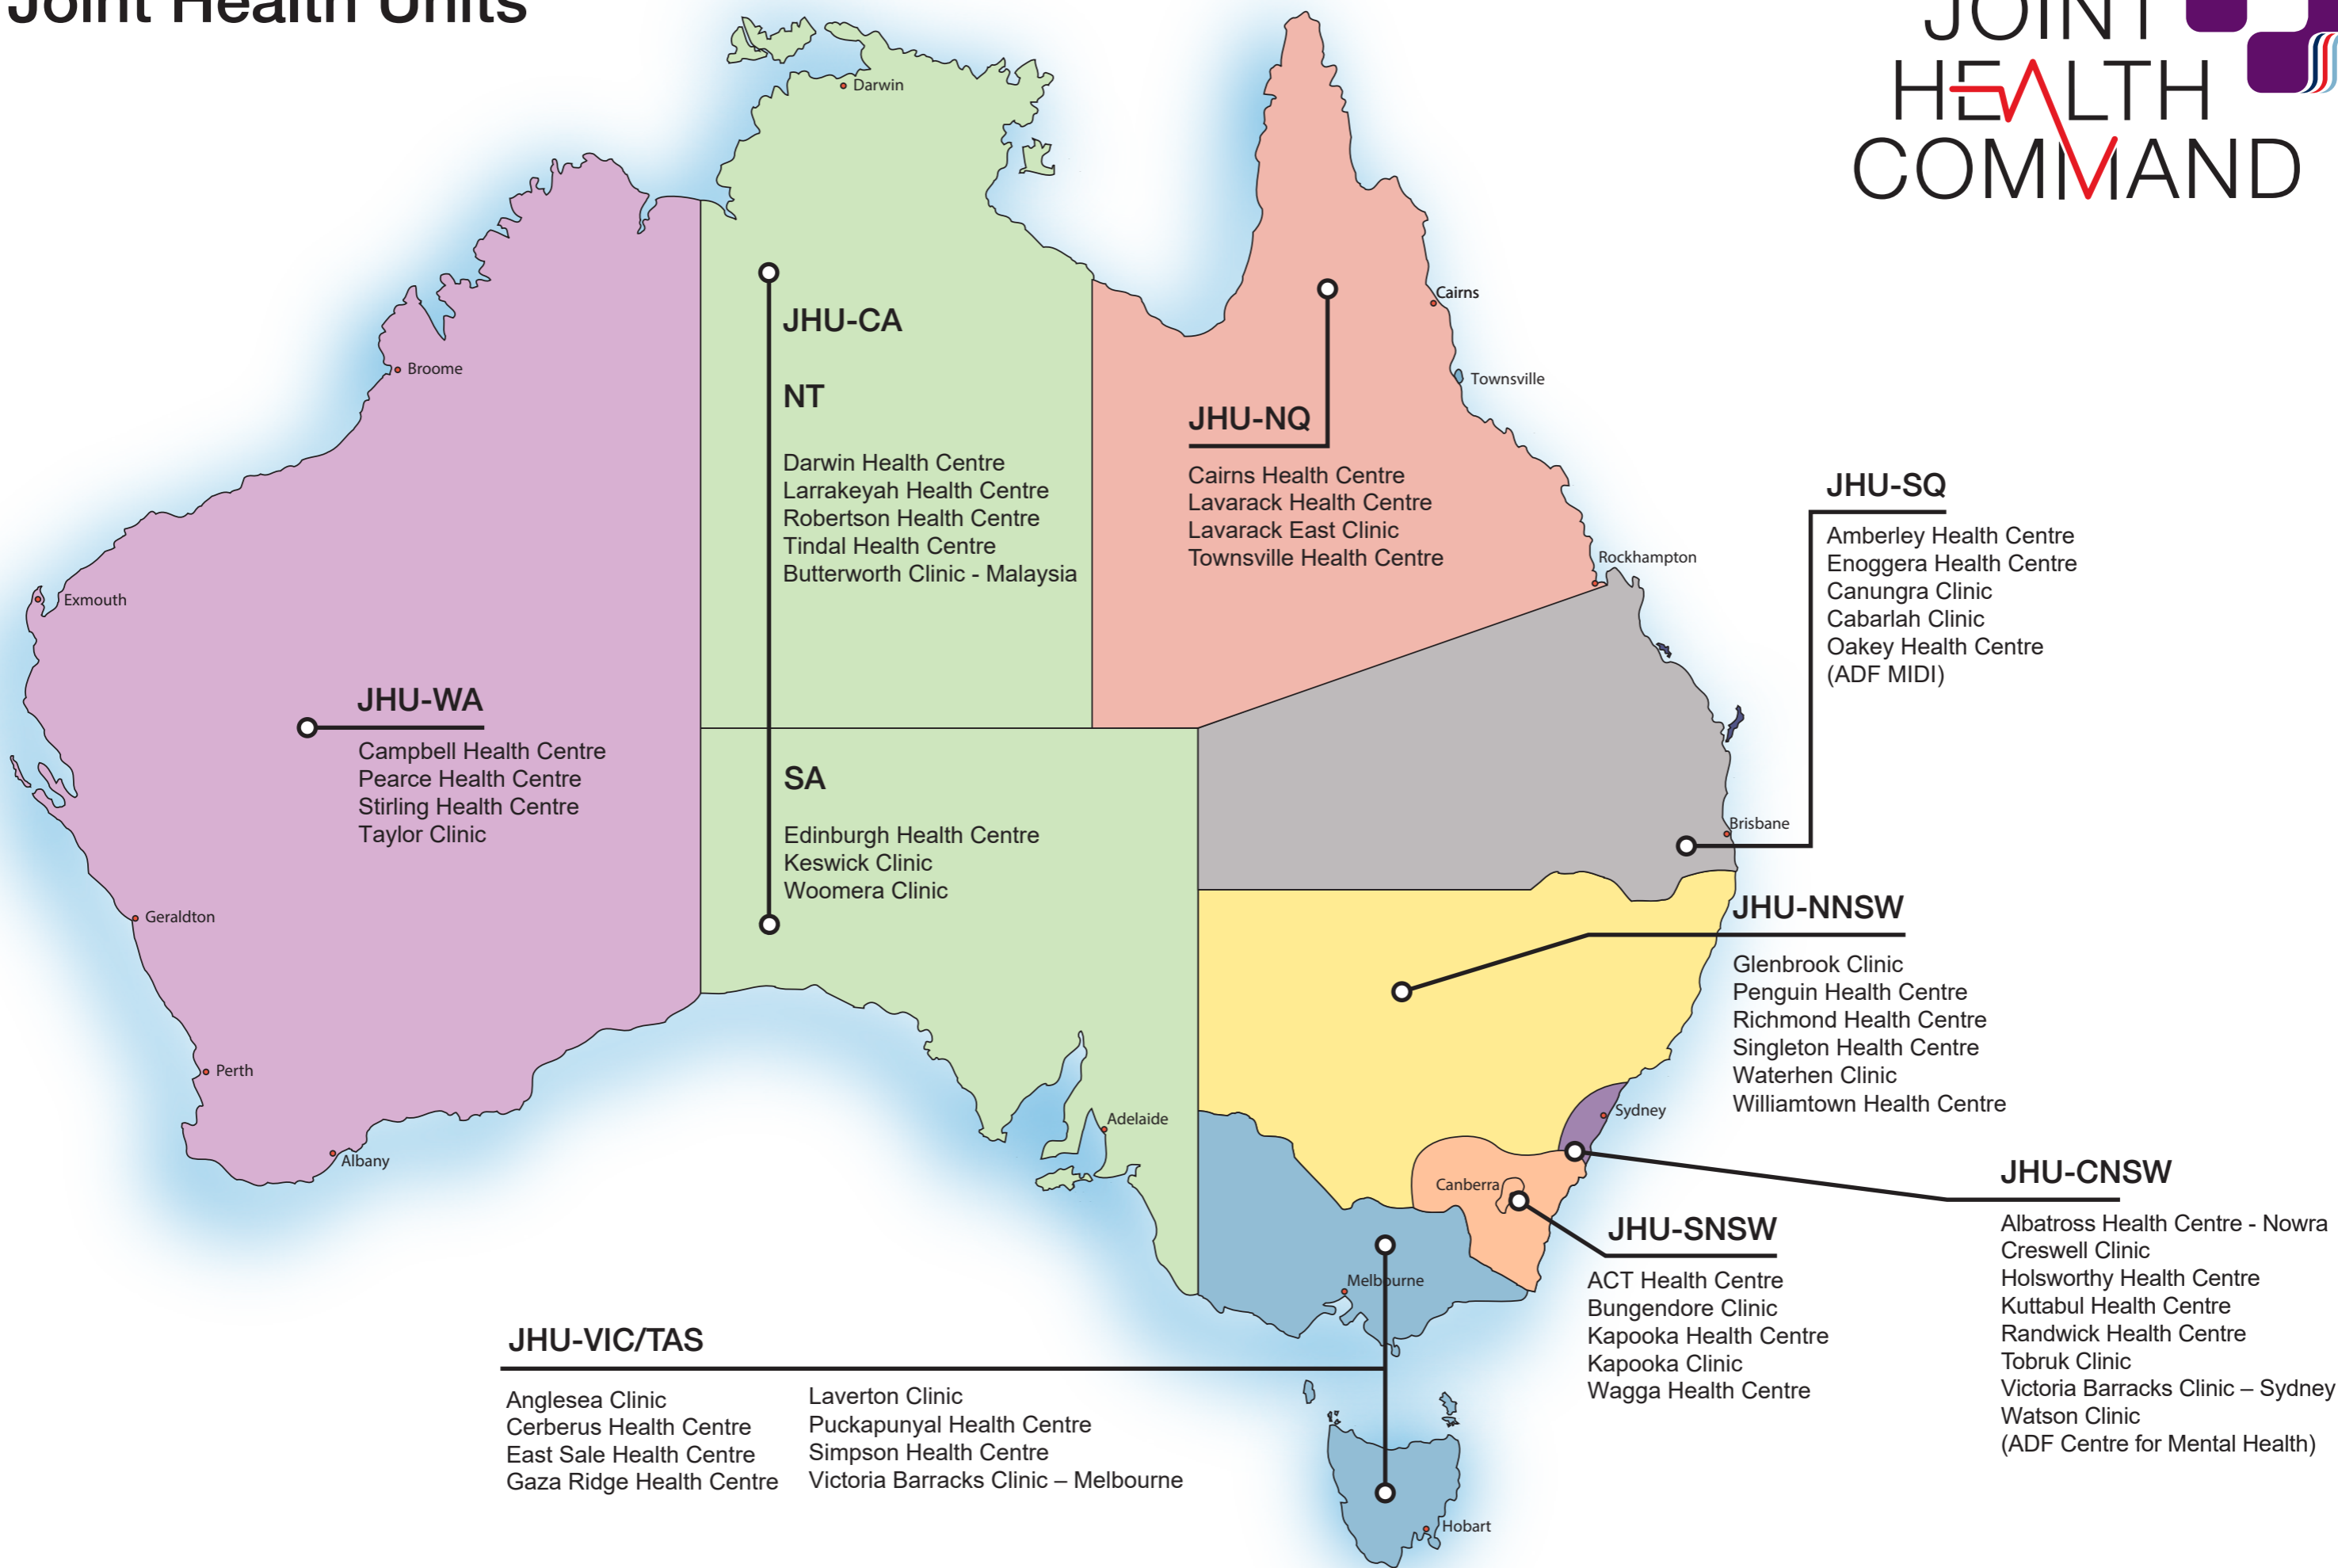 Joint Health Units
JOINT
HEALTH
COMMAND
Darwin
Broome
Exmouth
Geraldton
Perth
Albany
Adelaide
Cairns
Townsville
Rockhampton
Brisbane
Sydney
Canberra
Melbourne
Hobart
JHU-WA
Campbell Health Centre
Pearce Health Centre
Stirling Health Centre
Taylor Clinic
JHU-CA
NT
Darwin Health Centre
Larrakeyah Health Centre
Robertson Health Centre
Tindal Health Centre
Butterworth Clinic - Malaysia
SA
Edinburgh Health Centre
Keswick Clinic
Woomera Clinic
JHU-NQ
Cairns Health Centre
Lavarack Health Centre
Lavarack East Clinic
Townsville Health Centre
JHU-SQ
Amberley Health Centre
Enoggera Health Centre
Canungra Clinic
Cabarlah Clinic
Oakey Health Centre
(ADF MIDI)
JHU-NNSW
Glenbrook Clinic
Penguin Health Centre
Richmond Health Centre
Singleton Health Centre
Waterhen Clinic
Williamtown Health Centre
JHU-CNSW
Albatross Health Centre - Nowra
Creswell Clinic
Holsworthy Health Centre
Kuttabul Health Centre
Randwick Health Centre
Tobruk Clinic
Victoria Barracks Clinic – Sydney
Watson Clinic
(ADF Centre for Mental Health)
JHU-SNSW
ACT Health Centre
Bungendore Clinic
Kapooka Health Centre
Kapooka Clinic
Wagga Health Centre
JHU-VIC/TAS
Anglesea Clinic
Cerberus Health Centre
East Sale Health Centre
Gaza Ridge Health Centre
Laverton Clinic
Puckapunyal Health Centre
Simpson Health Centre
Victoria Barracks Clinic – Melbourne